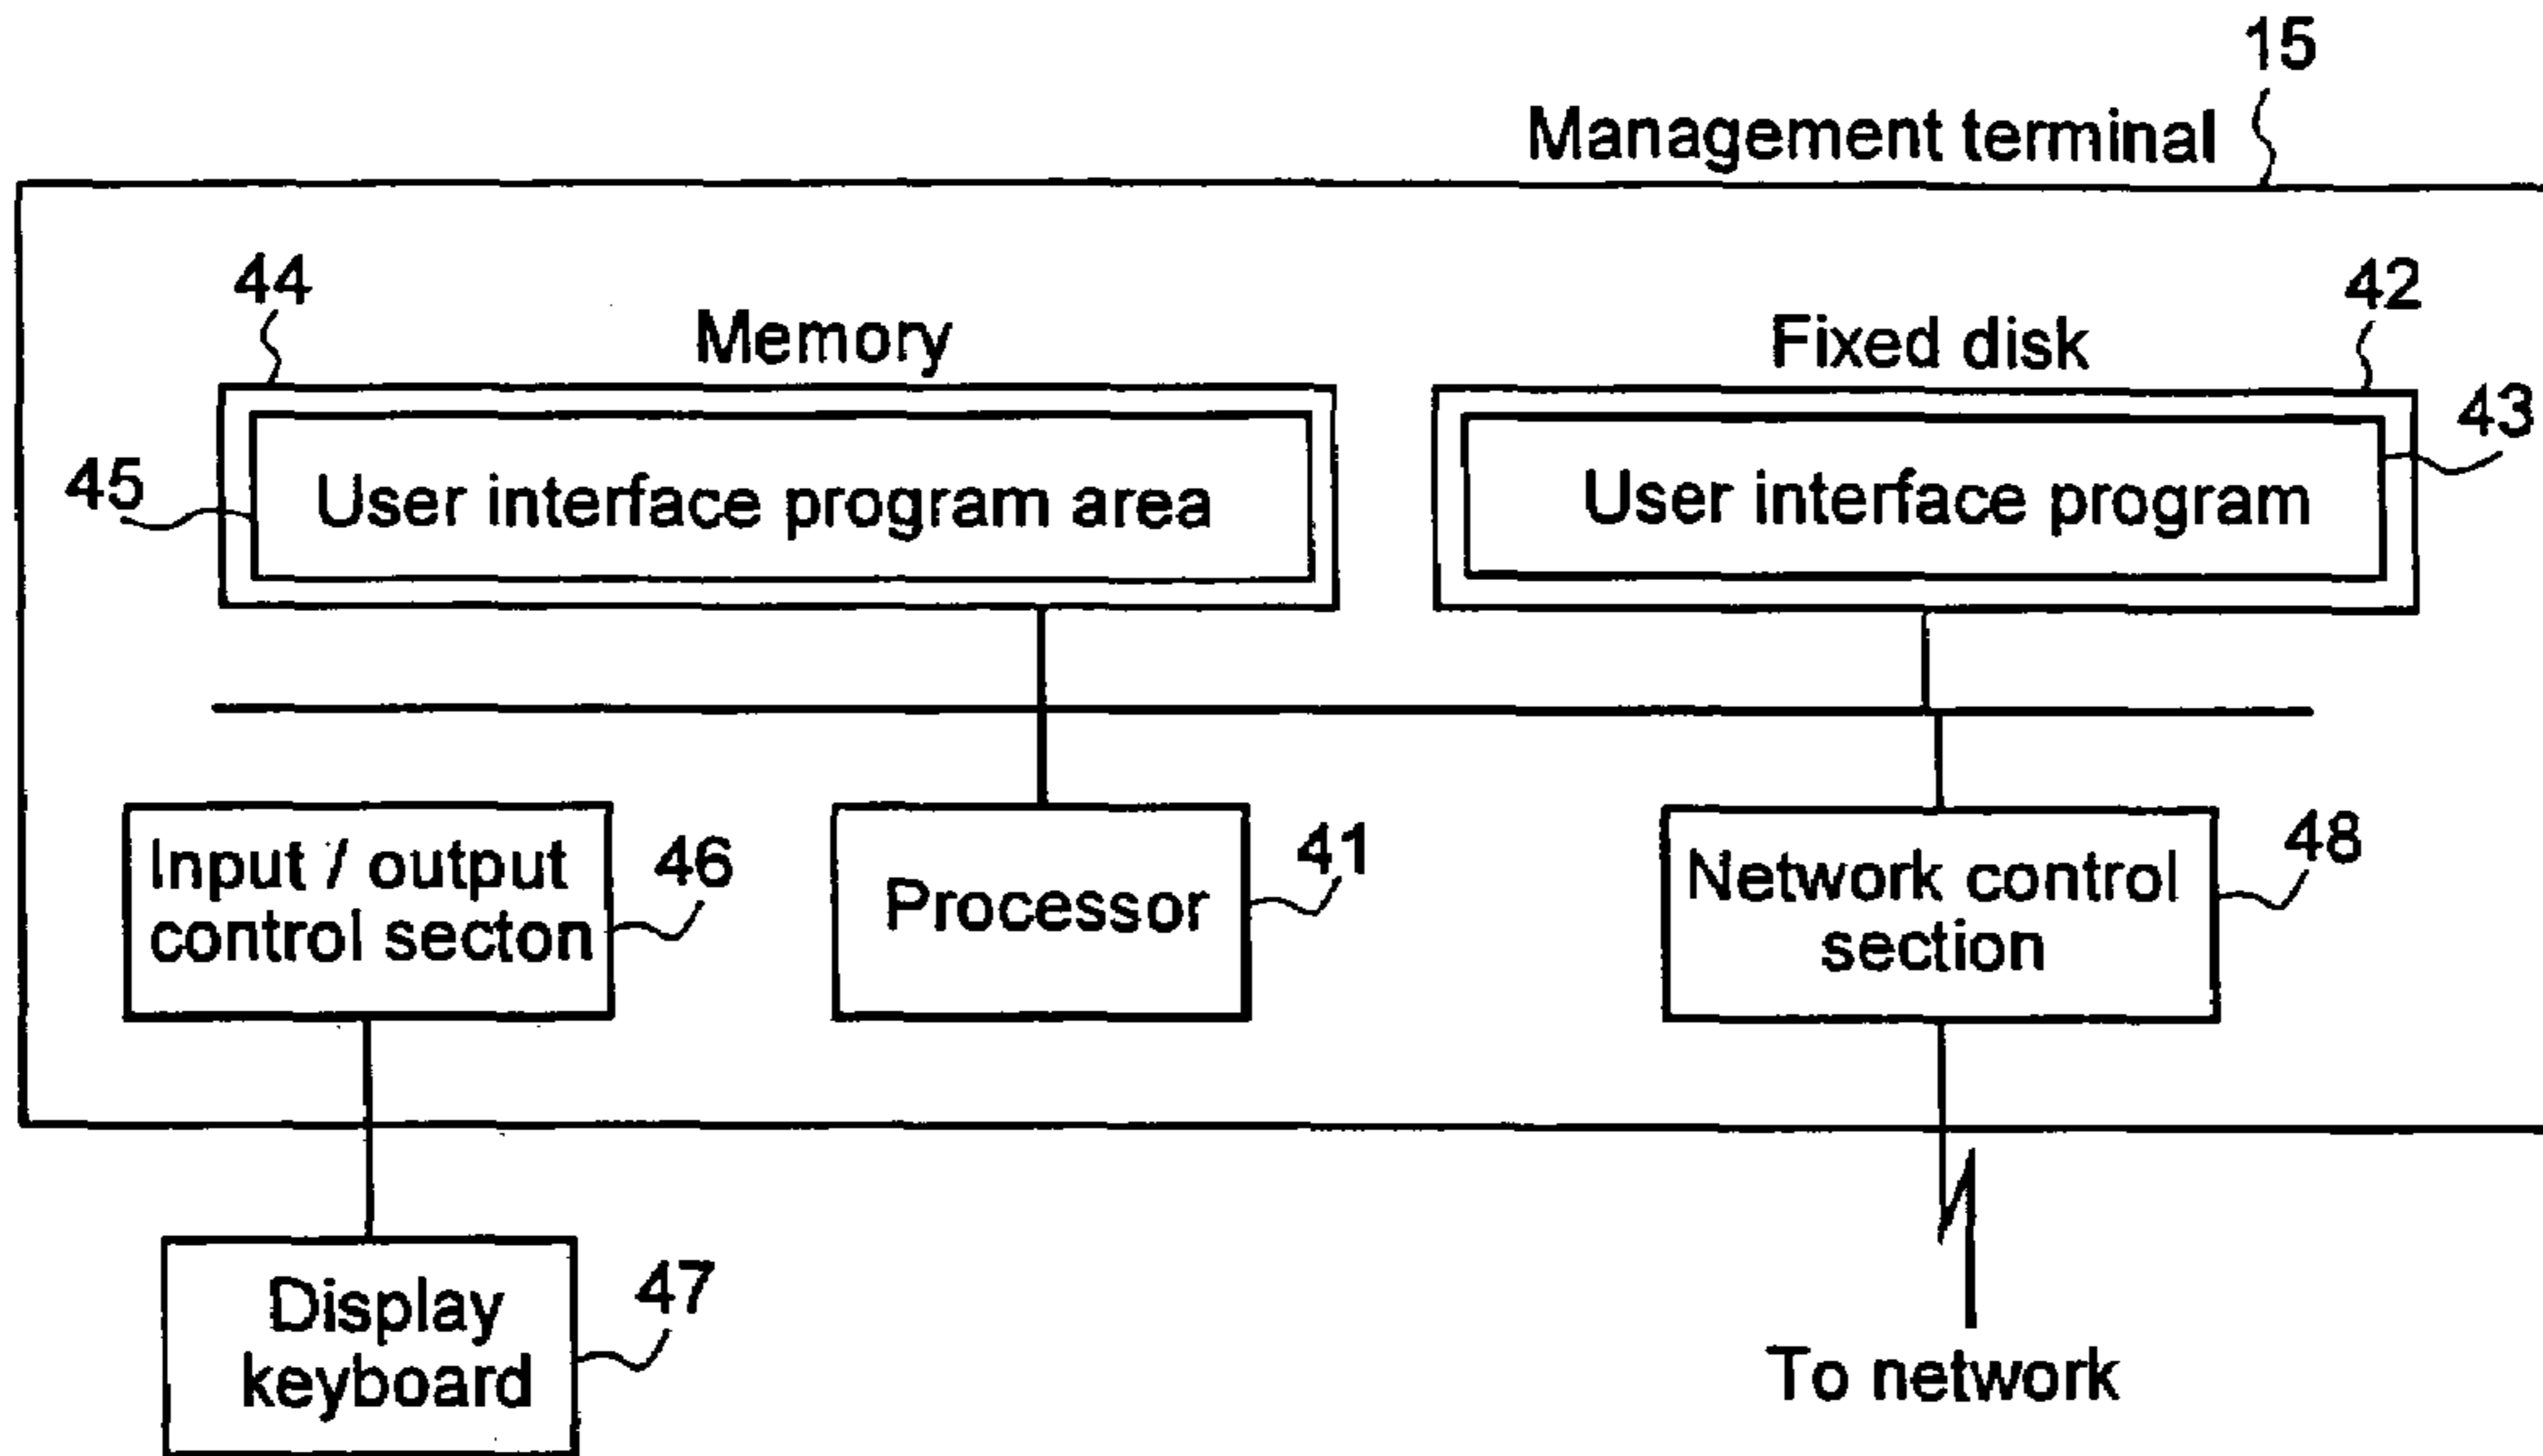 15
Management terminal
44
Memory
42
Fixed disk
43
45
User interface program area
User interface program
Input / output
control secton
46
Processor
41
Network control
section
48
Display
keyboard
47
To network